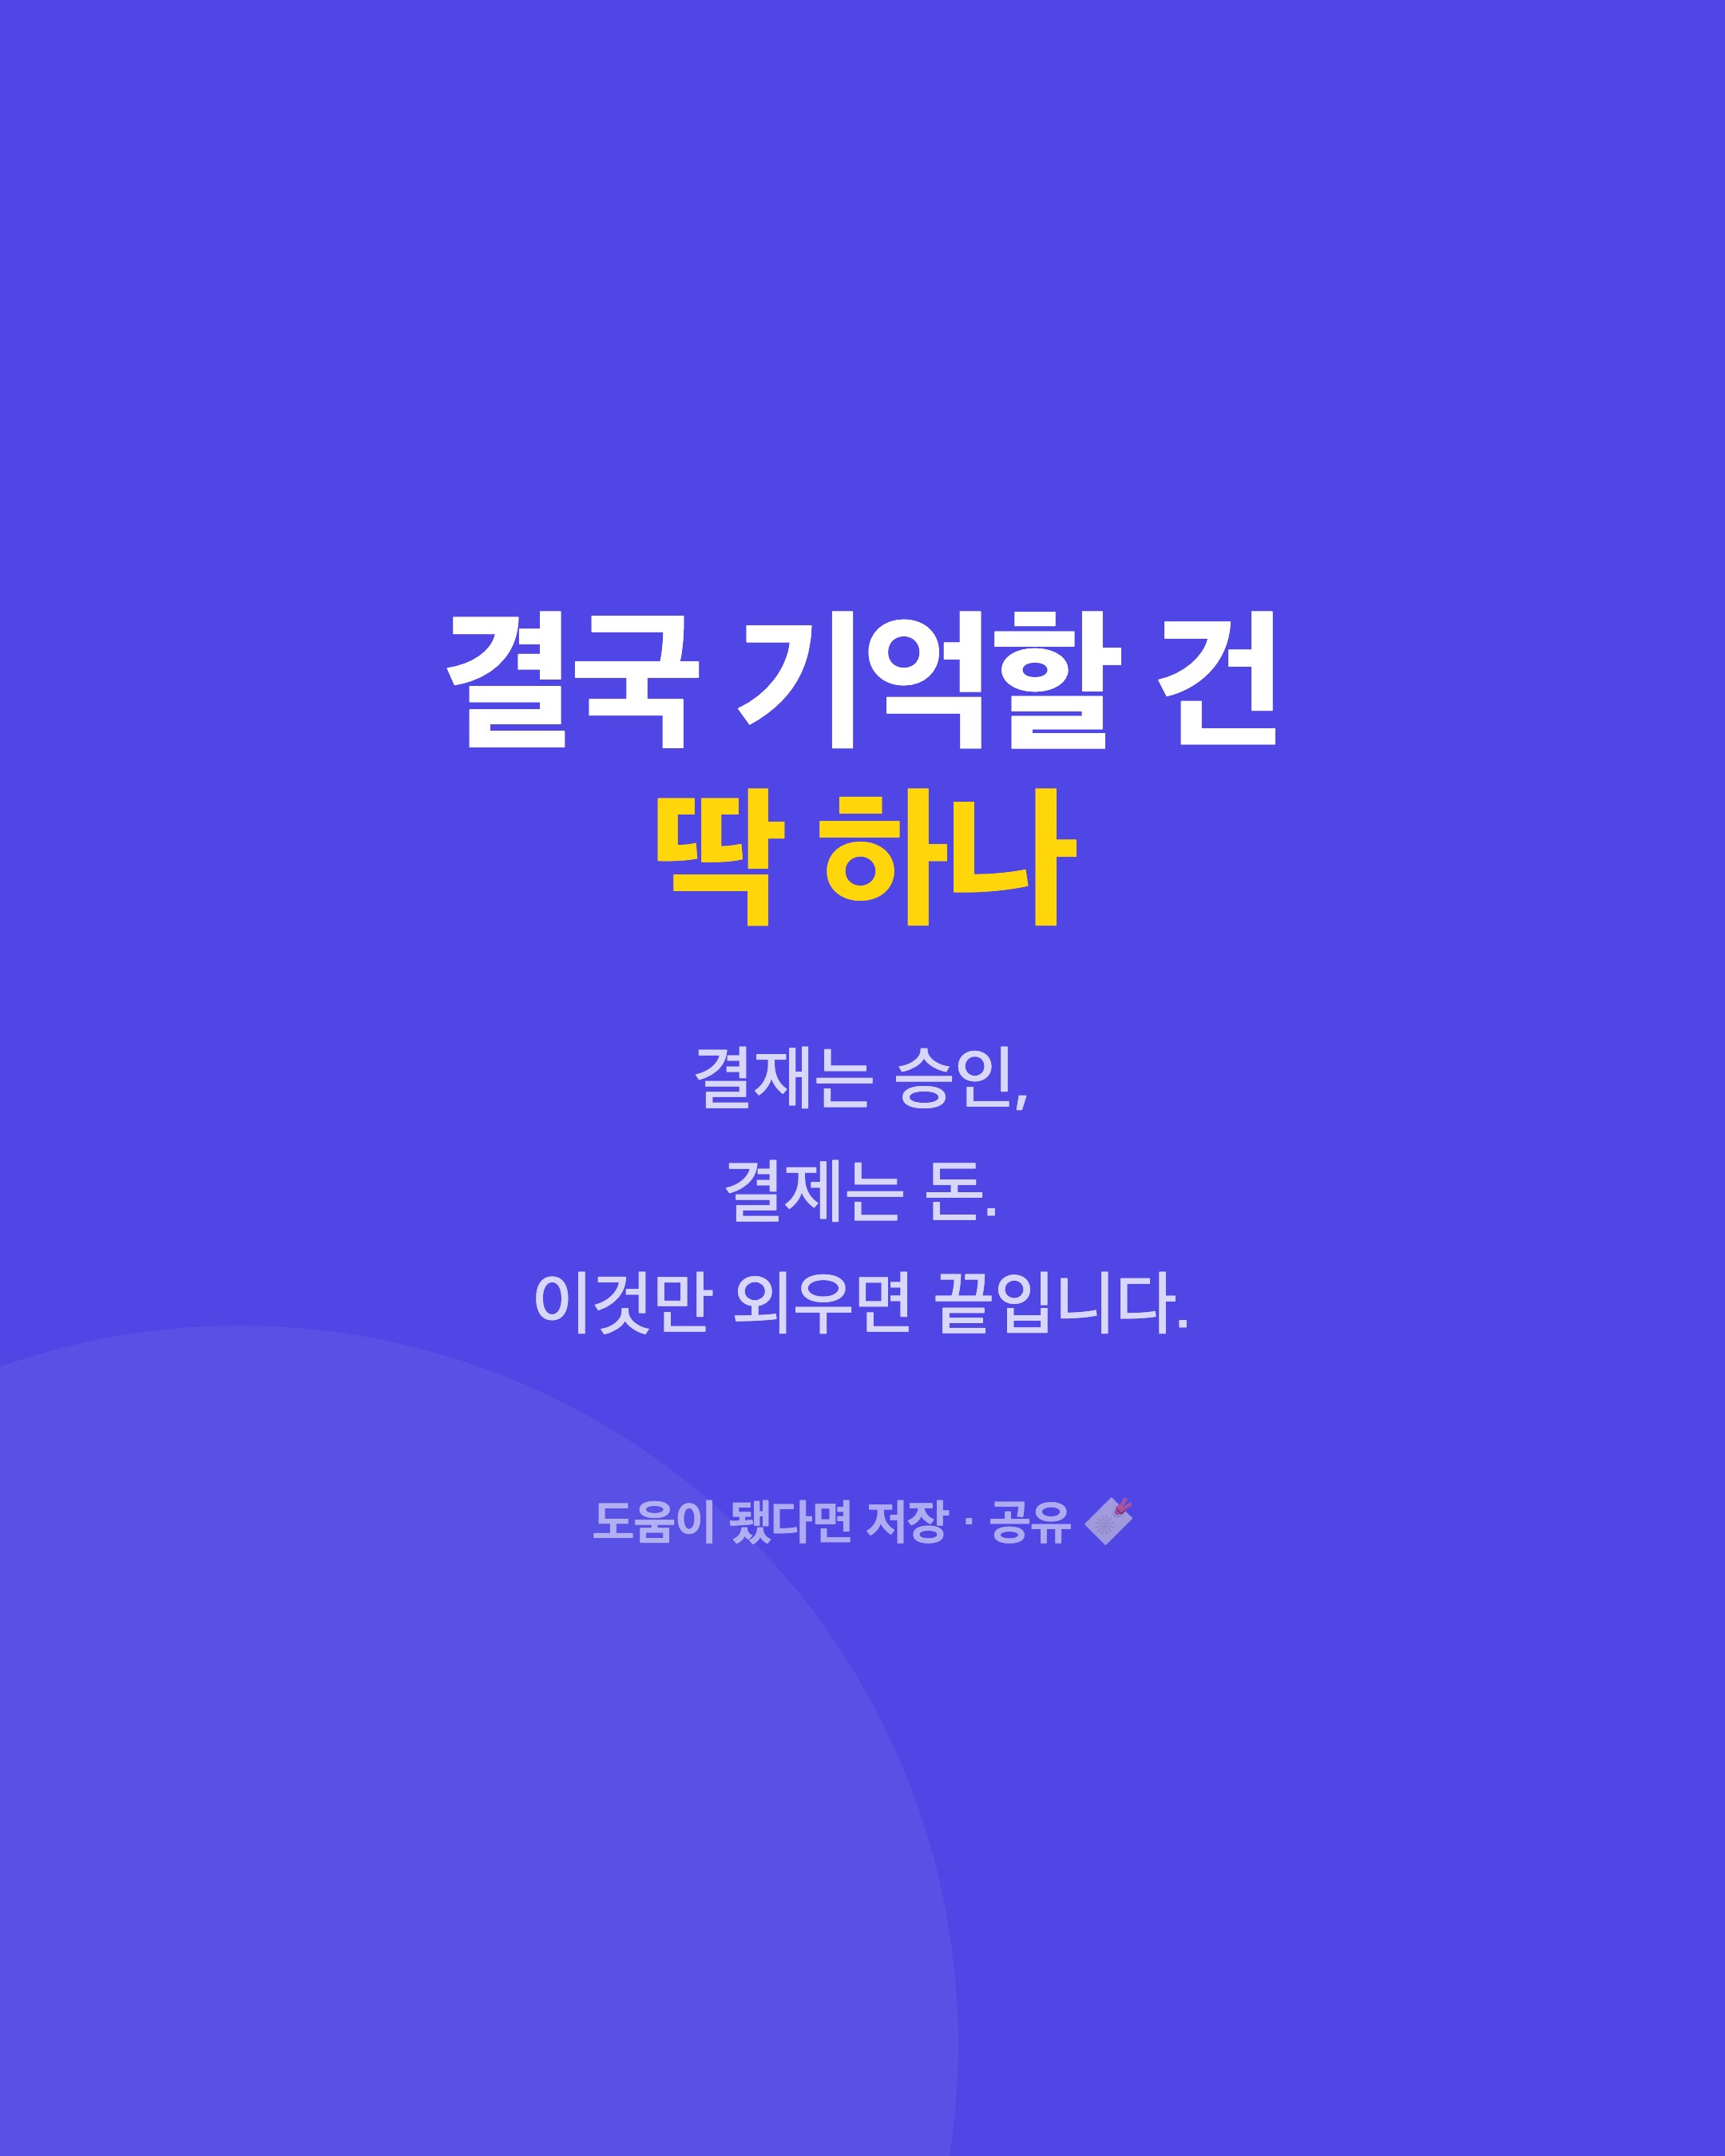 결국 기억할 건
딱 하나
결재는 승인,
결제는 돈.
이것만 외우면 끝입니다.
도움이 됐다면 저장 · 공유